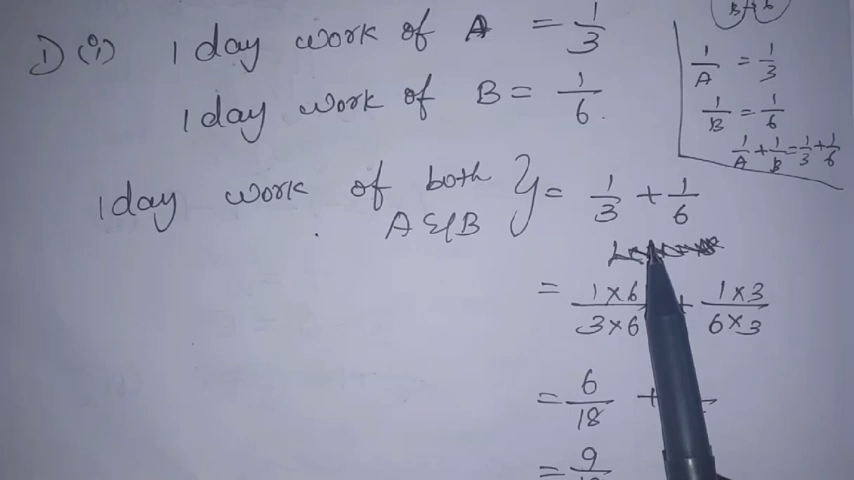 1) (i) 1 day work of A = 1/3
1 day work of B = 1/6.
1day work of both A & B } = 1/3 + 1/6
= 1×6/3×6 + 1×3/6×3
= 6/18 +
= 9/
1/A = 1/3
1/B = 1/6
1/A + 1/B = 1/3 + 1/6